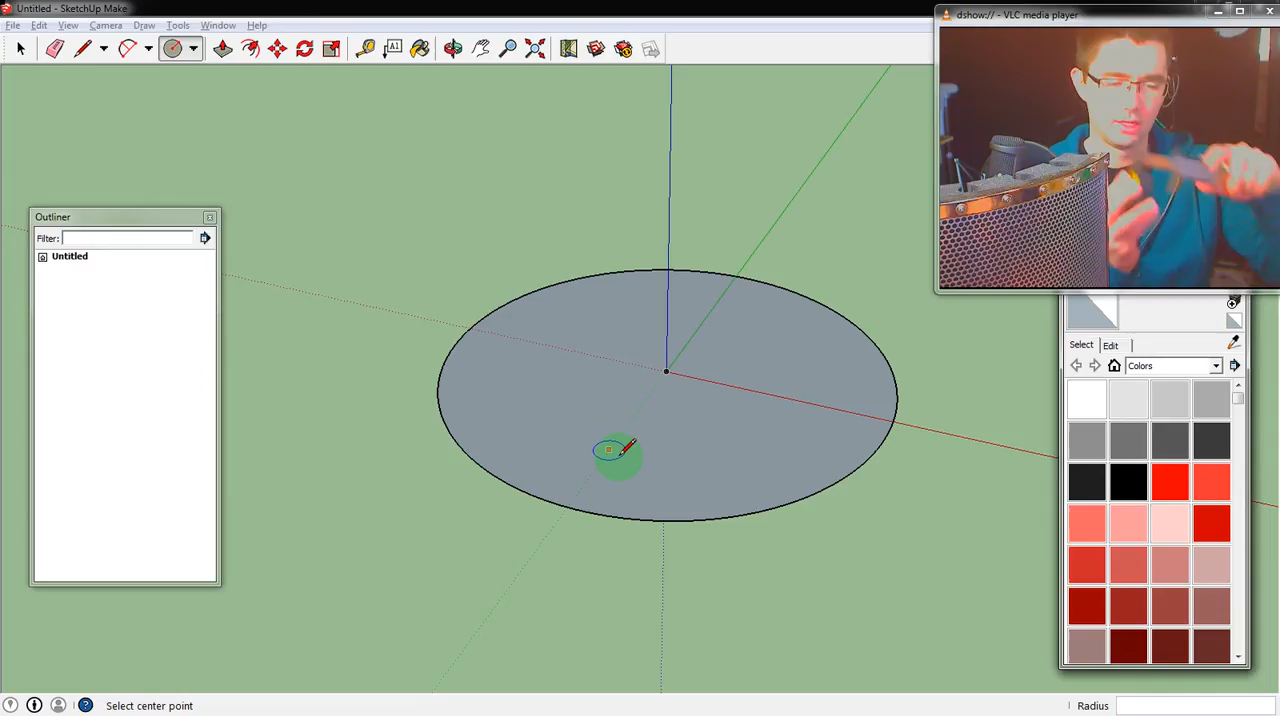 Untitled - SketchUp Make
File Edit View Camera Draw Tools Window Help
dshow:// - VLC media player
A1
Outliner
Filter:
Untitled
Select Edit
Colors
Select center point
Radius